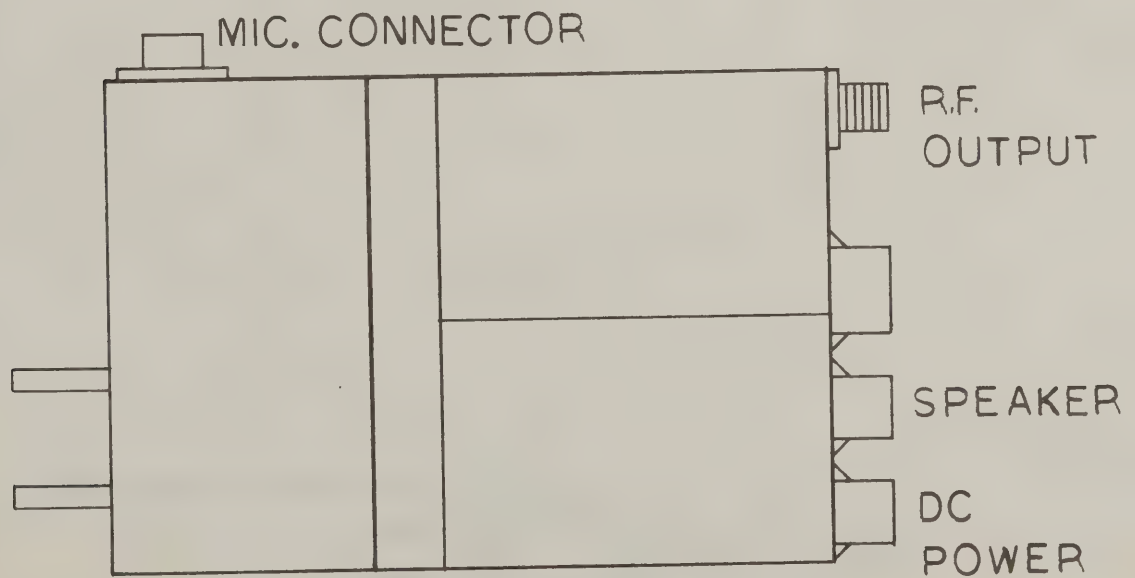 MIC. CONNECTOR
R.F.
OUTPUT
SPEAKER
DC
POWER